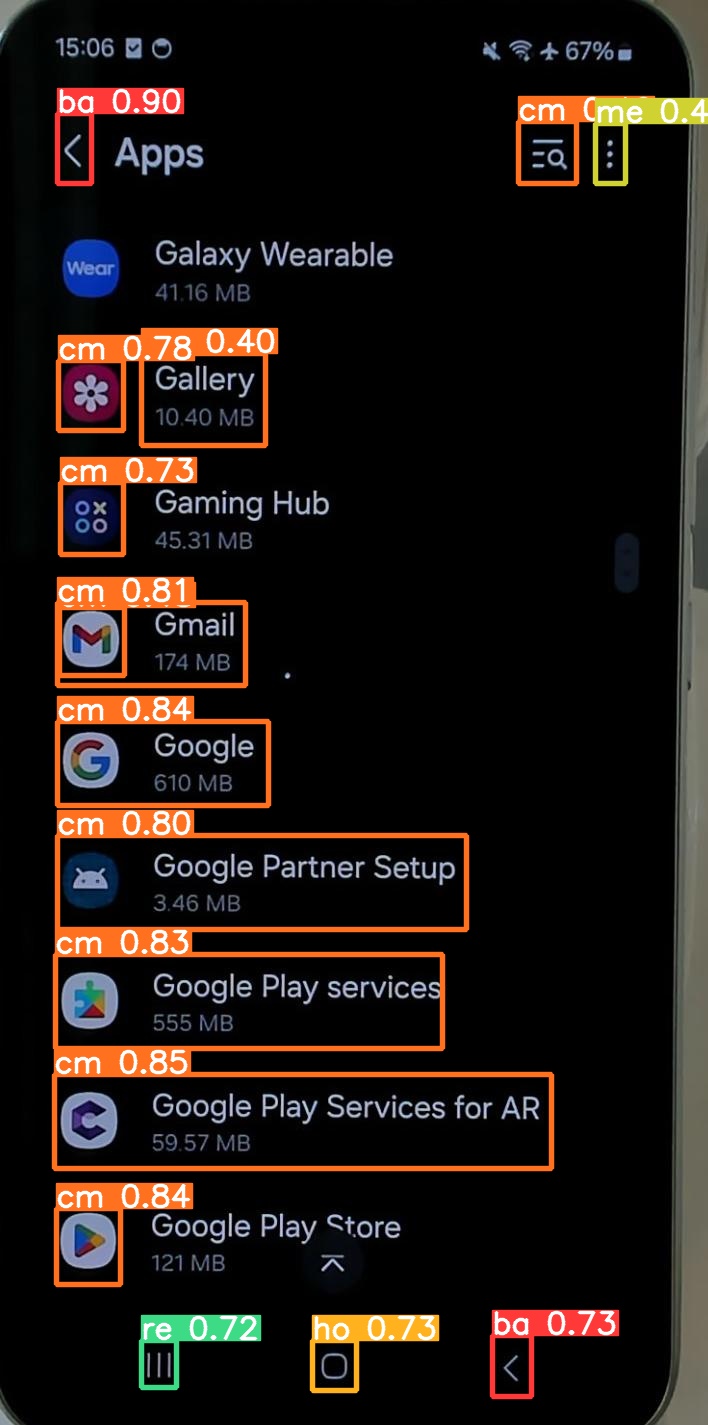 15:06 67%
ba 0.90
cm 0 me 0.4
Apps
Wear Galaxy Wearable
41.16 MB
cm 0.78 0.40
Gallery
10.40 MB
cm 0.73
Gaming Hub
45.31 MB
cm 0.81
Gmail
174 MB
cm 0.84
Google
610 MB
cm 0.80
Google Partner Setup
3.46 MB
cm 0.83
Google Play services
555 MB
cm 0.85
Google Play Services for AR
59.57 MB
cm 0.84
Google Play Store
121 MB
re 0.72 ho 0.73 ba 0.73